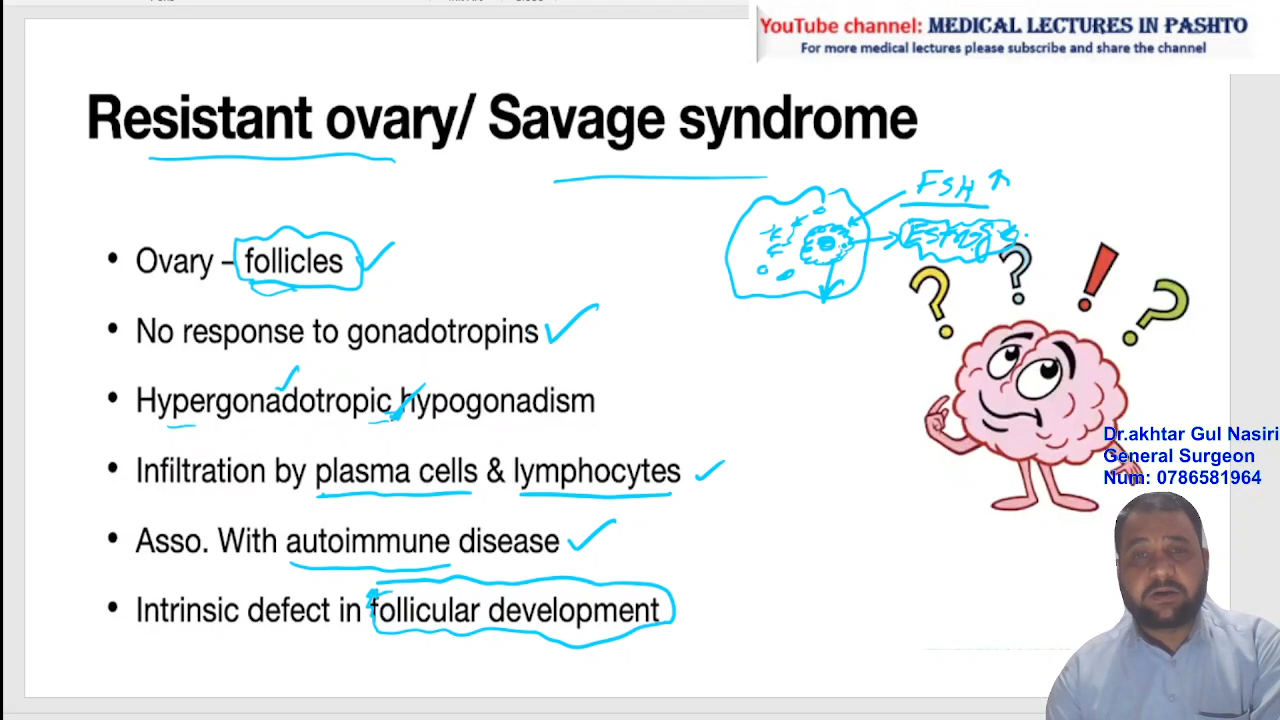 YouTube channel: MEDICAL LECTURES IN PASHTO
For more medical lectures please subscribe and share the channel
Resistant ovary/ Savage syndrome
FSH ↑
Estrogen
• Ovary – follicles
• No response to gonadotropins
• Hypergonadotropic hypogonadism
• Infiltration by plasma cells & lymphocytes
• Asso. With autoimmune disease
• Intrinsic defect in follicular development
? ? ! ?
Dr.akhtar Gul Nasiri
General Surgeon
Num: 0786581964